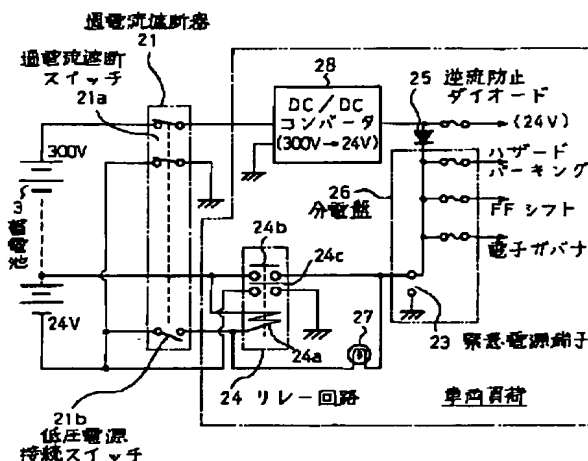 過電流遮断器
21
過電流遮断
スイッチ
21a
28
DC/DC
コンバータ
(300V→24V)
25
逆流防止
ダイオード
(24V)
ハザード
パーキング
26
分電盤
FFシフト
電子ガバナ
300V
3
蓄電池
24V
24b
24c
24a
24 リレー回路
27
23 緊急電源端子
21b
低圧電源
接続スイッチ
車両負荷